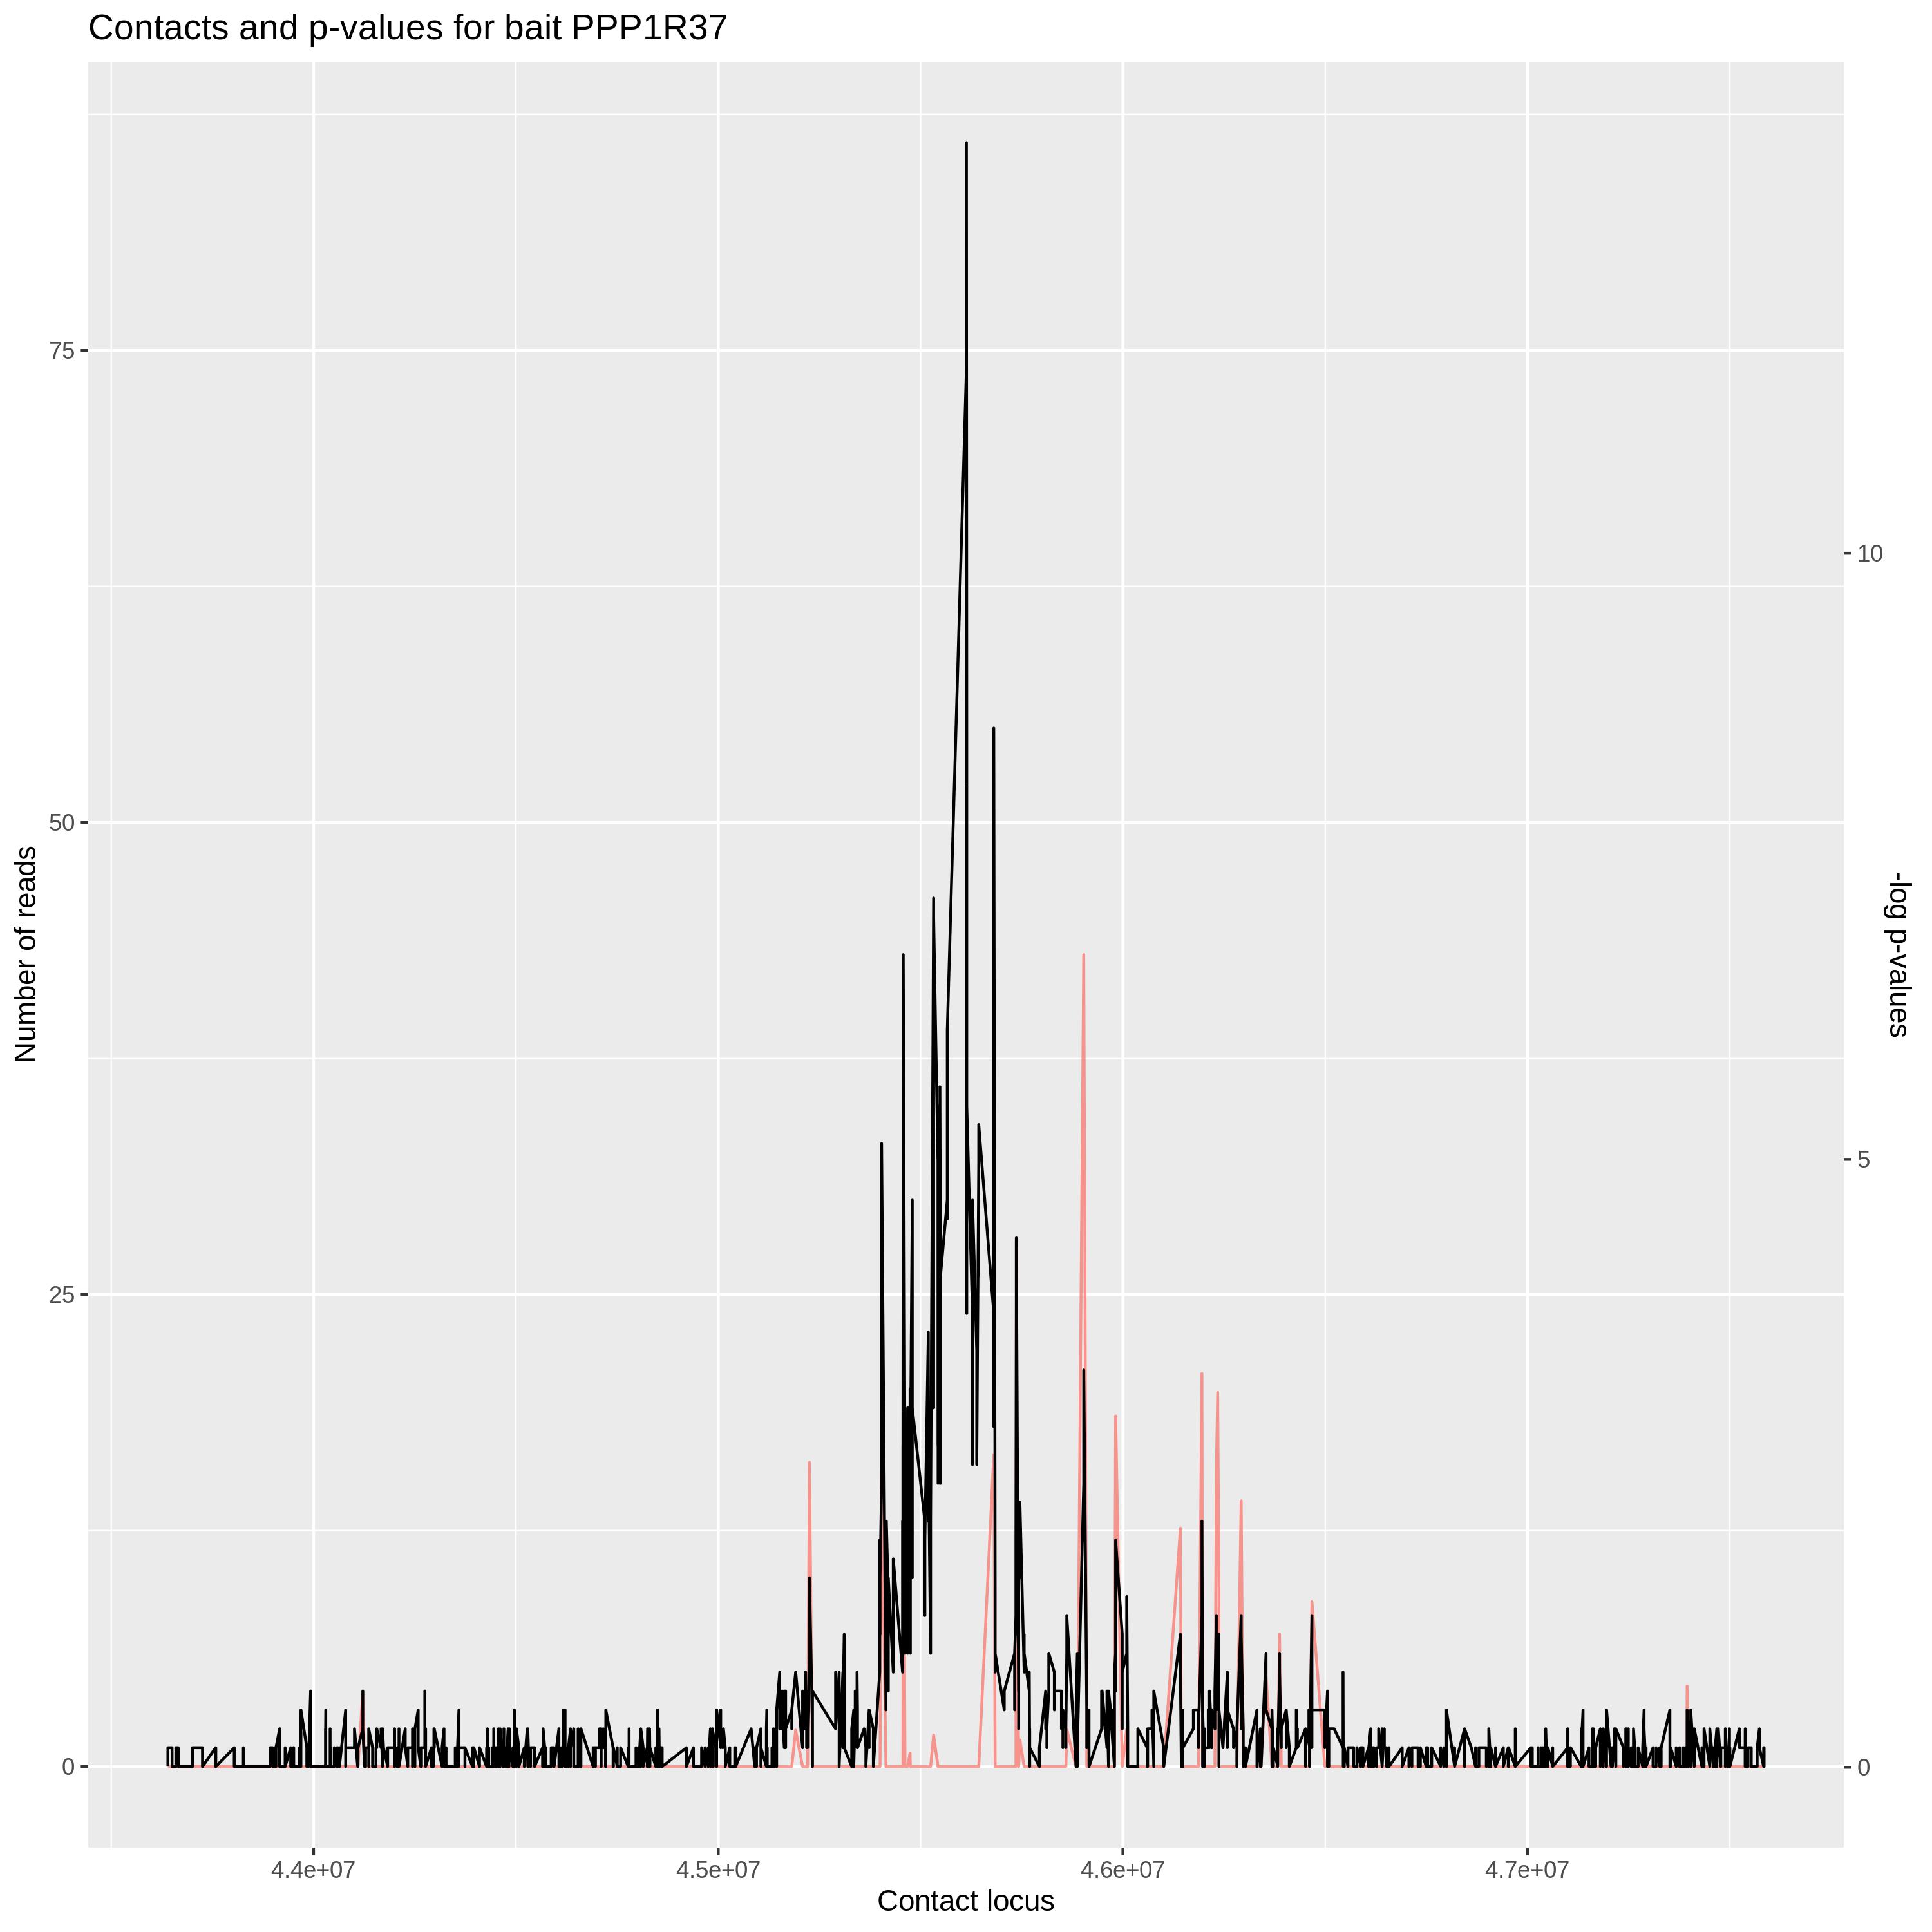 Contacts and p-values for bait PPP1R37
Number of reads
75
50
25
0
10
5
0
-log p-values
4.4e+07
4.5e+07
4.6e+07
4.7e+07
Contact locus